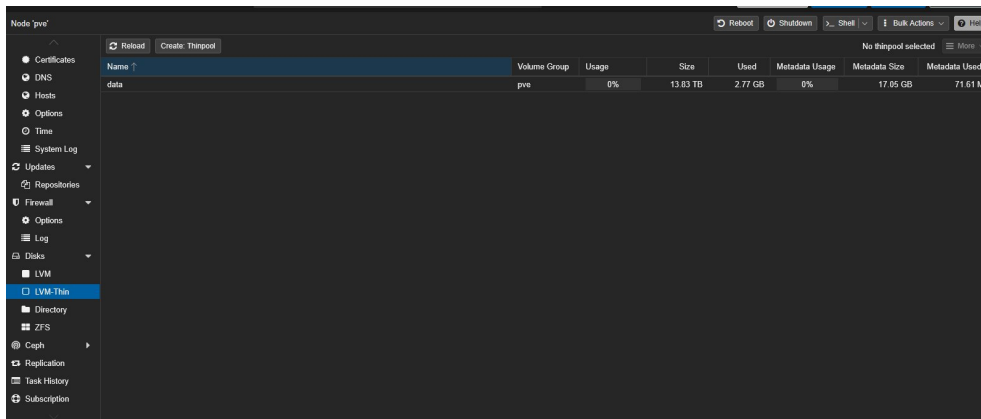 Node 'pve'
Reboot
Shutdown
Shell
Bulk Actions
Certificates
DNS
Hosts
Options
Time
System Log
Updates
Repositories
Firewall
Options
Log
Disks
LVM
LVM-Thin
Directory
ZFS
Ceph
Replication
Task History
Subscription
Reload
Create: Thinpool
No thinpool selected
More
Name Volume Group Usage Size Used Metadata Usage Metadata Size Metadata Used
data pve 0% 13.83 TB 2.77 GB 0% 17.05 GB 71.61